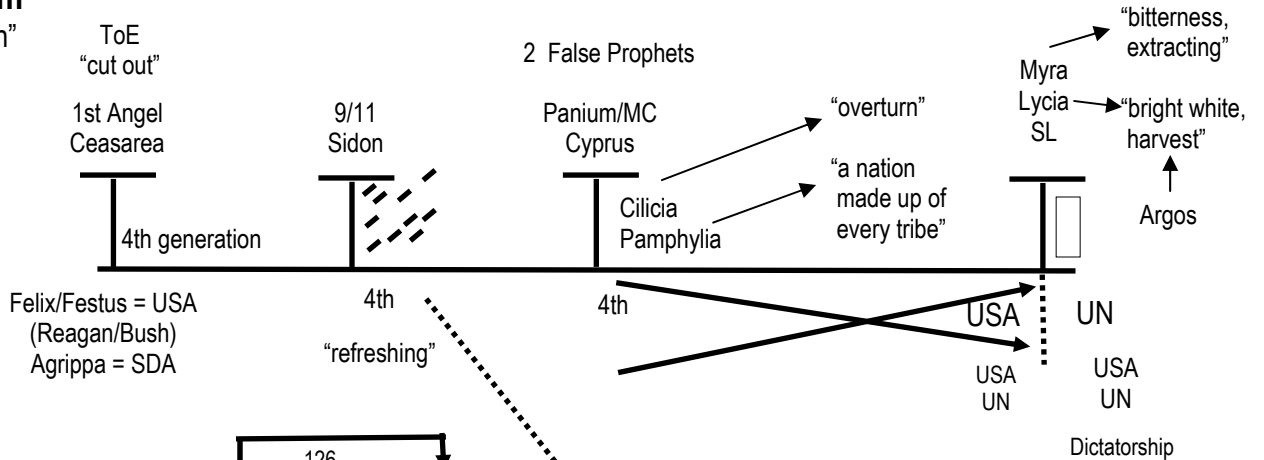 m
n”
ToE
“cut out”
1st Angel
Ceasarea
9/11
Sidon
2 False Prophets
Panium/MC
Cyprus
“overturn”
“a nation
made up of
every tribe”
Myra
Lycia
SL
“bitterness,
extracting”
“bright white,
harvest”
Argos
4th generation
Cilicia
Pamphylia
Felix/Festus = USA
(Reagan/Bush)
Agrippa = SDA
4th
“refreshing”
4th
USA
UN
USA
UN
USA
UN
Dictatorship
126